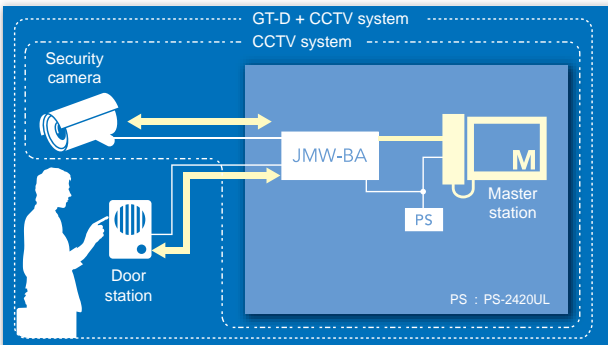 GT-D + CCTV system
CCTV system
Security
camera
JMW-BA
M
Master
station
PS
Door
station
PS : PS-2420UL